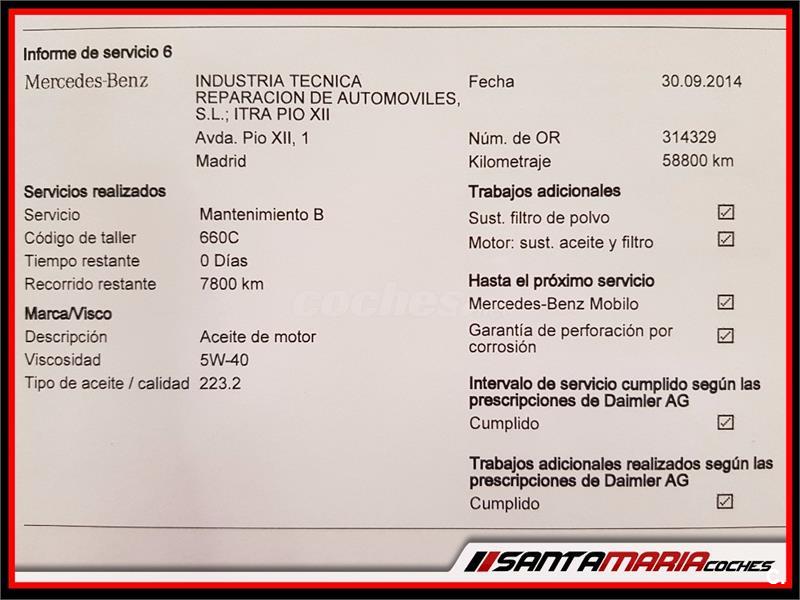 Informe de servicio 6
Mercedes-Benz
INDUSTRIA TECNICA
REPARACION DE AUTOMOVILES,
S.L.; ITRA PIO XII
Avda. Pio XII, 1
Madrid
Fecha 30.09.2014
Núm. de OR 314329
Kilometraje 58800 km
Servicios realizados
Servicio Mantenimiento B
Código de taller 660C
Tiempo restante 0 Días
Recorrido restante 7800 km
Marca/Visco
Descripción Aceite de motor
Viscosidad 5W-40
Tipo de aceite / calidad 223.2
Trabajos adicionales
Sust. filtro de polvo ☑
Motor: sust. aceite y filtro ☑
Hasta el próximo servicio
Mercedes-Benz Mobilo ☑
Garantía de perforación por
corrosión ☑
Intervalo de servicio cumplido según las
prescripciones de Daimler AG
Cumplido ☑
Trabajos adicionales realizados según las
prescripciones de Daimler AG
Cumplido ☑
coches
SANTAMARIACOCHES